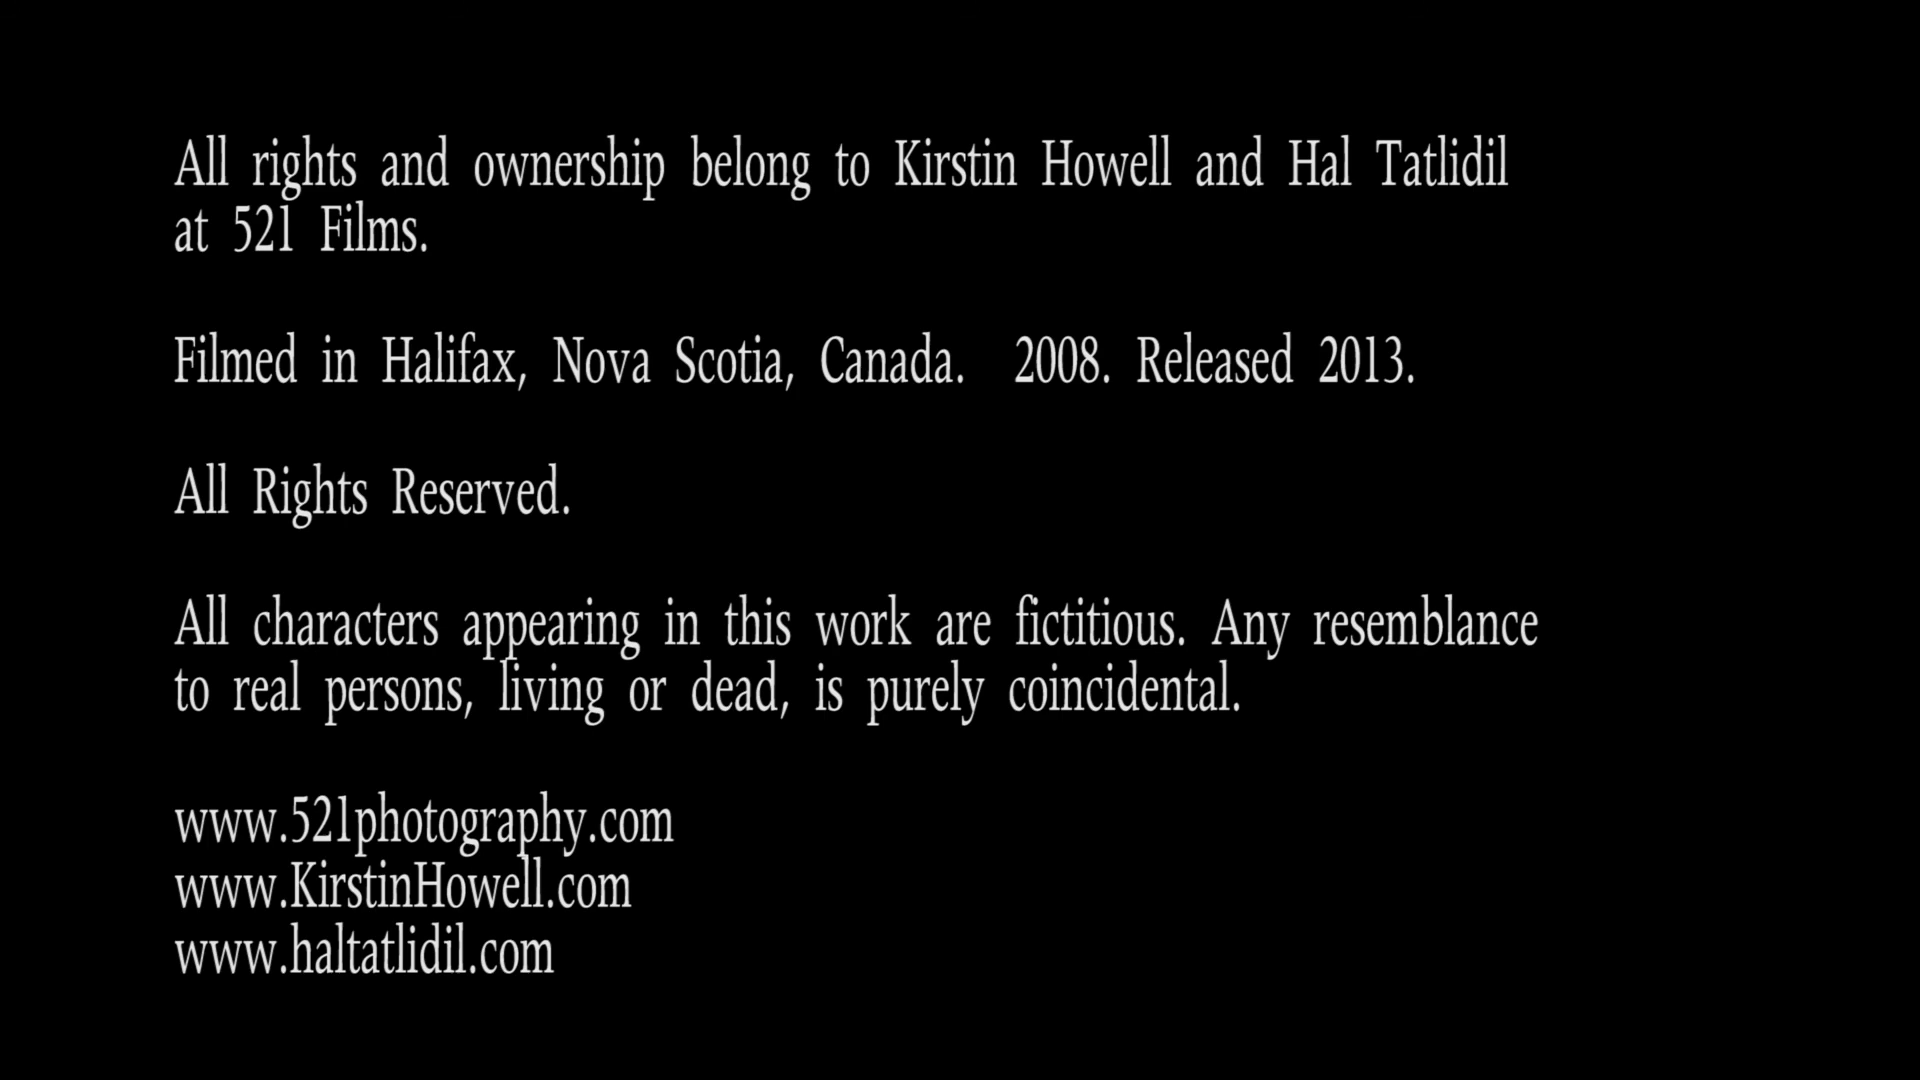 All rights and ownership belong to Kirstin Howell and Hal Tatlidil
at 521 Films.
Filmed in Halifax, Nova Scotia, Canada.  2008. Released 2013.
All Rights Reserved.
All characters appearing in this work are fictitious. Any resemblance
to real persons, living or dead, is purely coincidental.
www.521photography.com
www.KirstinHowell.com
www.haltatlidil.com